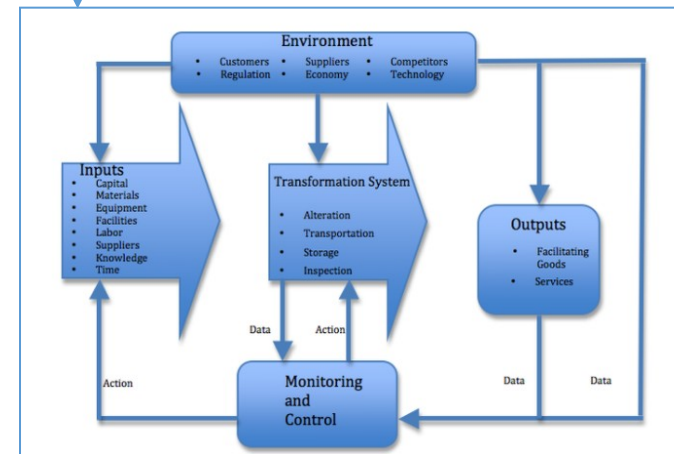 Environment
• Customers • Suppliers • Competitors
• Regulation • Economy • Technology
Inputs
• Capital
• Materials
• Equipment
• Facilities
• Labor
• Suppliers
• Knowledge
• Time
Transformation System
• Alteration
• Transportation
• Storage
• Inspection
Outputs
• Facilitating
Goods
• Services
Data
Action
Action
Monitoring
and
Control
Data
Data